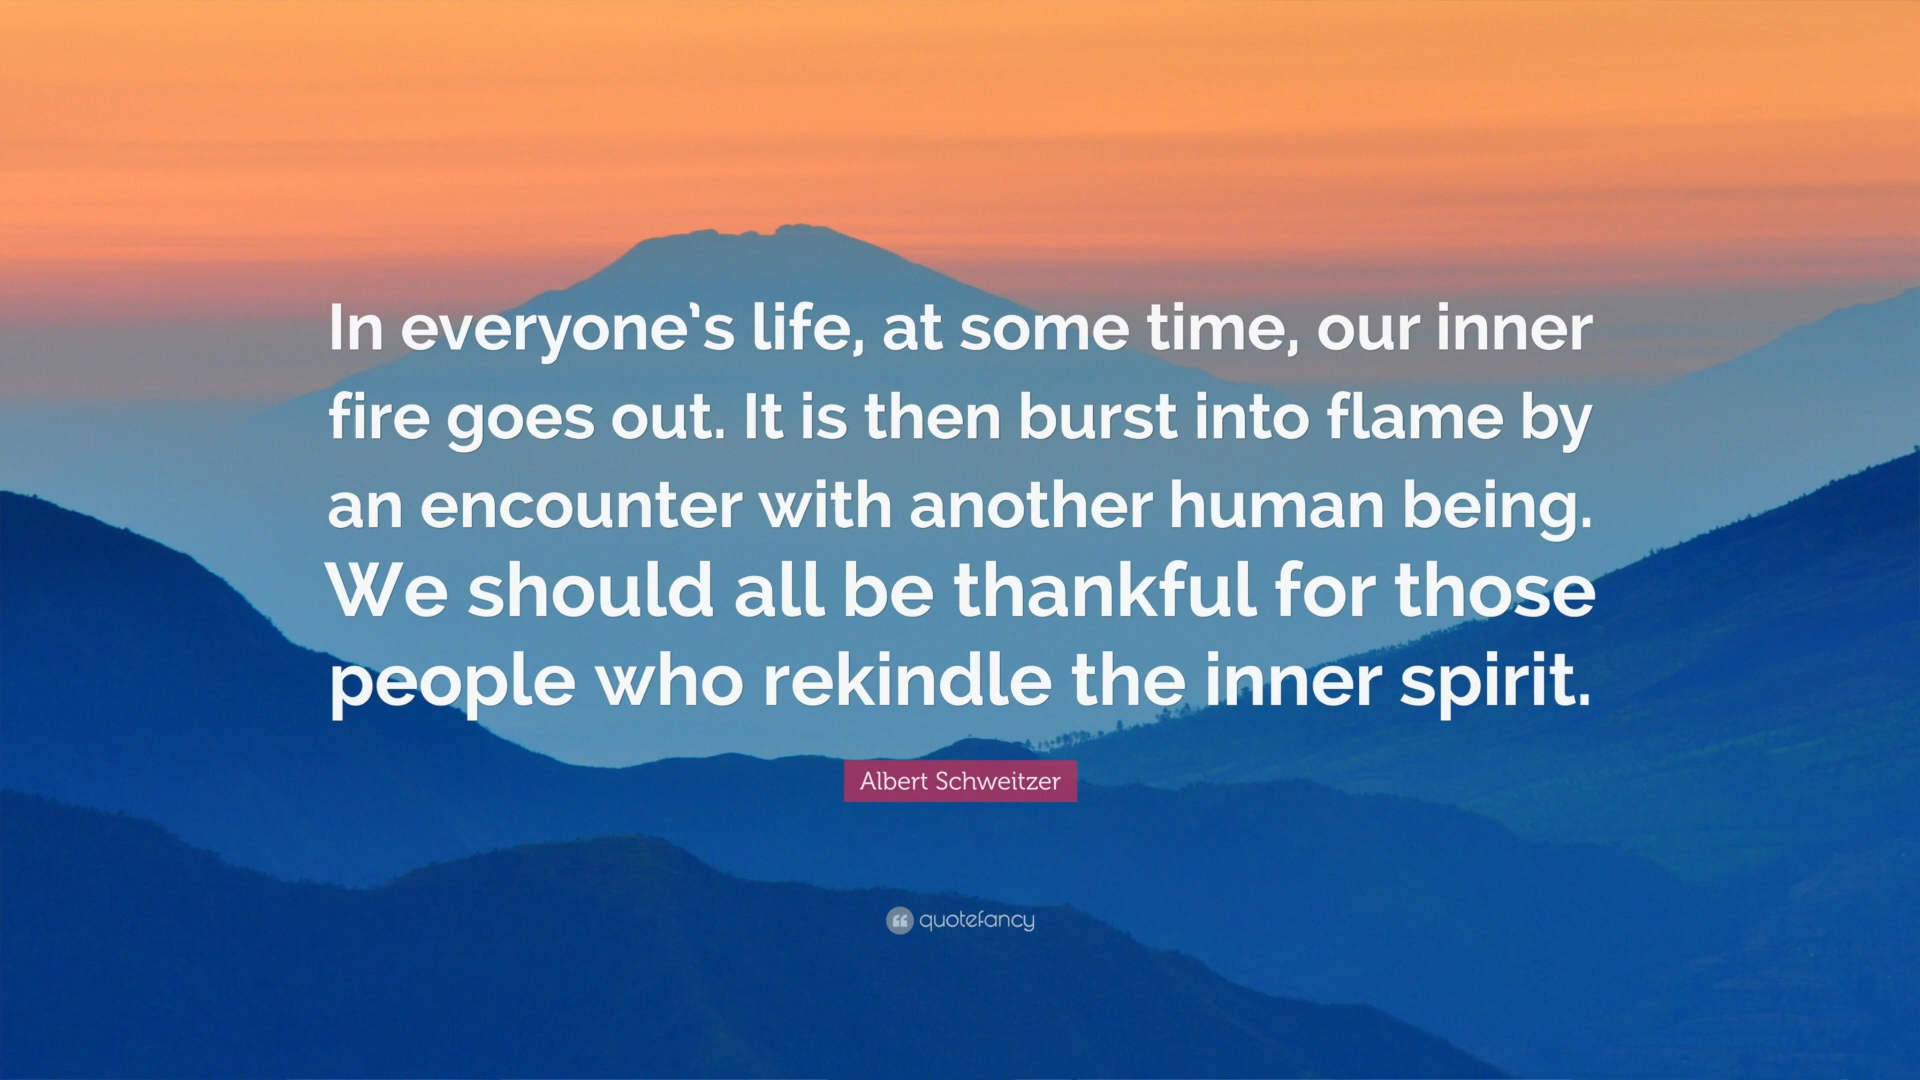 In everyone’s life, at some time, our inner
fire goes out. It is then burst into flame by
an encounter with another human being.
We should all be thankful for those
people who rekindle the inner spirit.
Albert Schweitzer
quotefancy